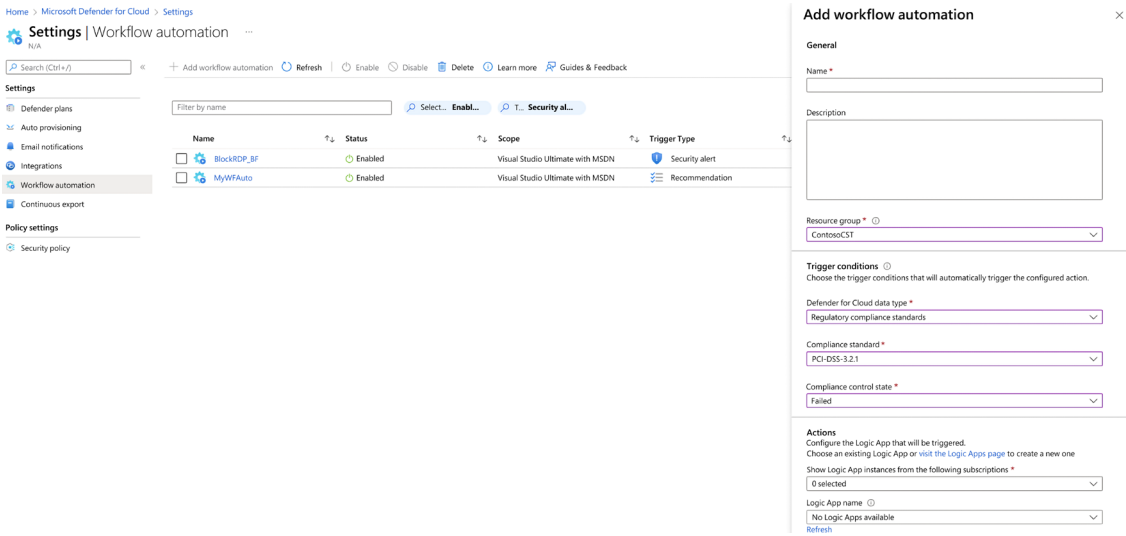 Home > Microsoft Defender for Cloud > Settings
Settings | Workflow automation ...
N/A
Search (Ctrl+/) «
Settings
Defender plans
Auto provisioning
Email notifications
Integrations
Workflow automation
Continuous export
Policy settings
Security policy
+ Add workflow automation Refresh Enable Disable Delete Learn more Guides & Feedback
Filter by name Select... Enabl... T... Security al...
Name Status Scope Trigger Type
BlockRDP_BF Enabled Visual Studio Ultimate with MSDN Security alert
MyWFAuto Enabled Visual Studio Ultimate with MSDN Recommendation
Add workflow automation
General
Name *
Description
Resource group *
ContosoCST
Trigger conditions
Choose the trigger conditions that will automatically trigger the configured action.
Defender for Cloud data type *
Regulatory compliance standards
Compliance standard *
PCI-DSS-3.2.1
Compliance control state *
Failed
Actions
Configure the Logic App that will be triggered.
Choose an existing Logic App or visit the Logic Apps page to create a new one
Show Logic App instances from the following subscriptions *
0 selected
Logic App name
No Logic Apps available
Refresh